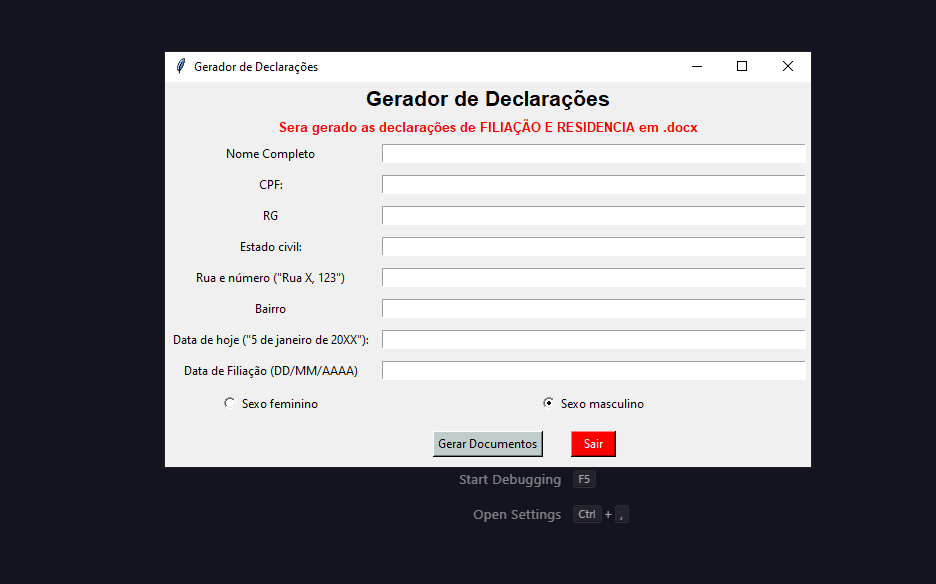 Gerador de Declarações
Gerador de Declarações
Sera gerado as declarações de FILIAÇÃO E RESIDENCIA em .docx
Nome Completo
CPF:
RG
Estado civil:
Rua e número ("Rua X, 123")
Bairro
Data de hoje ("5 de janeiro de 20XX"):
Data de Filiação (DD/MM/AAAA)
Sexo feminino Sexo masculino
Gerar Documentos Sair
Start Debugging F5
Open Settings Ctrl + ,